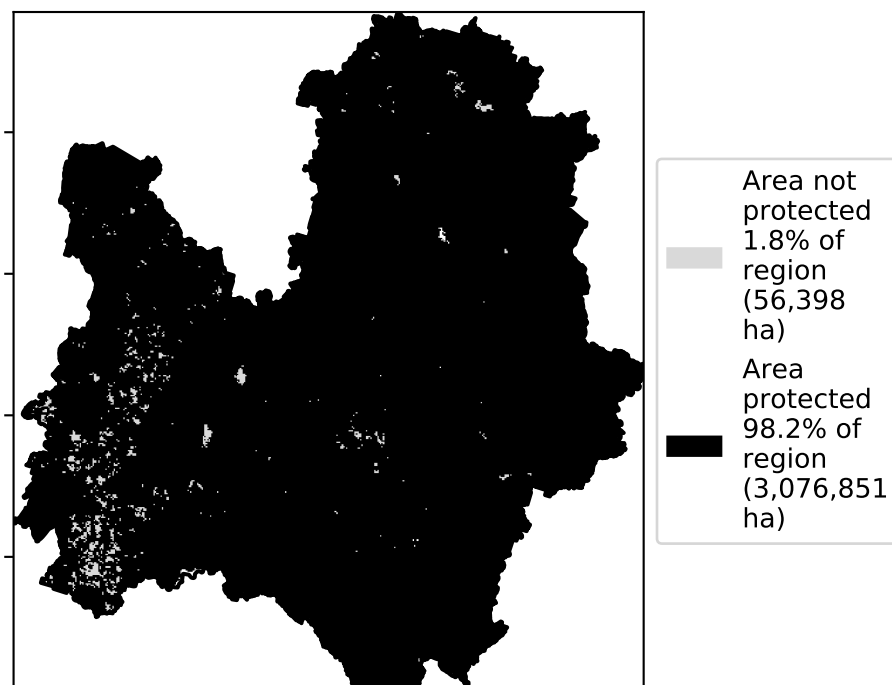 Area not
protected
1.8% of
region
(56,398
ha)
Area
protected
98.2% of
region
(3,076,851
ha)